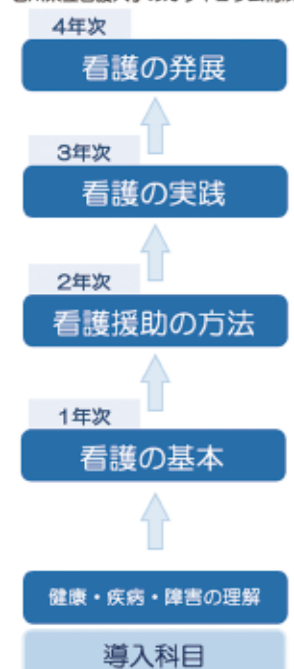 4年次
看護の発展
3年次
看護の実践
2年次
看護援助の方法
1年次
看護の基本
健康・疾病・障害の理解
導入科目